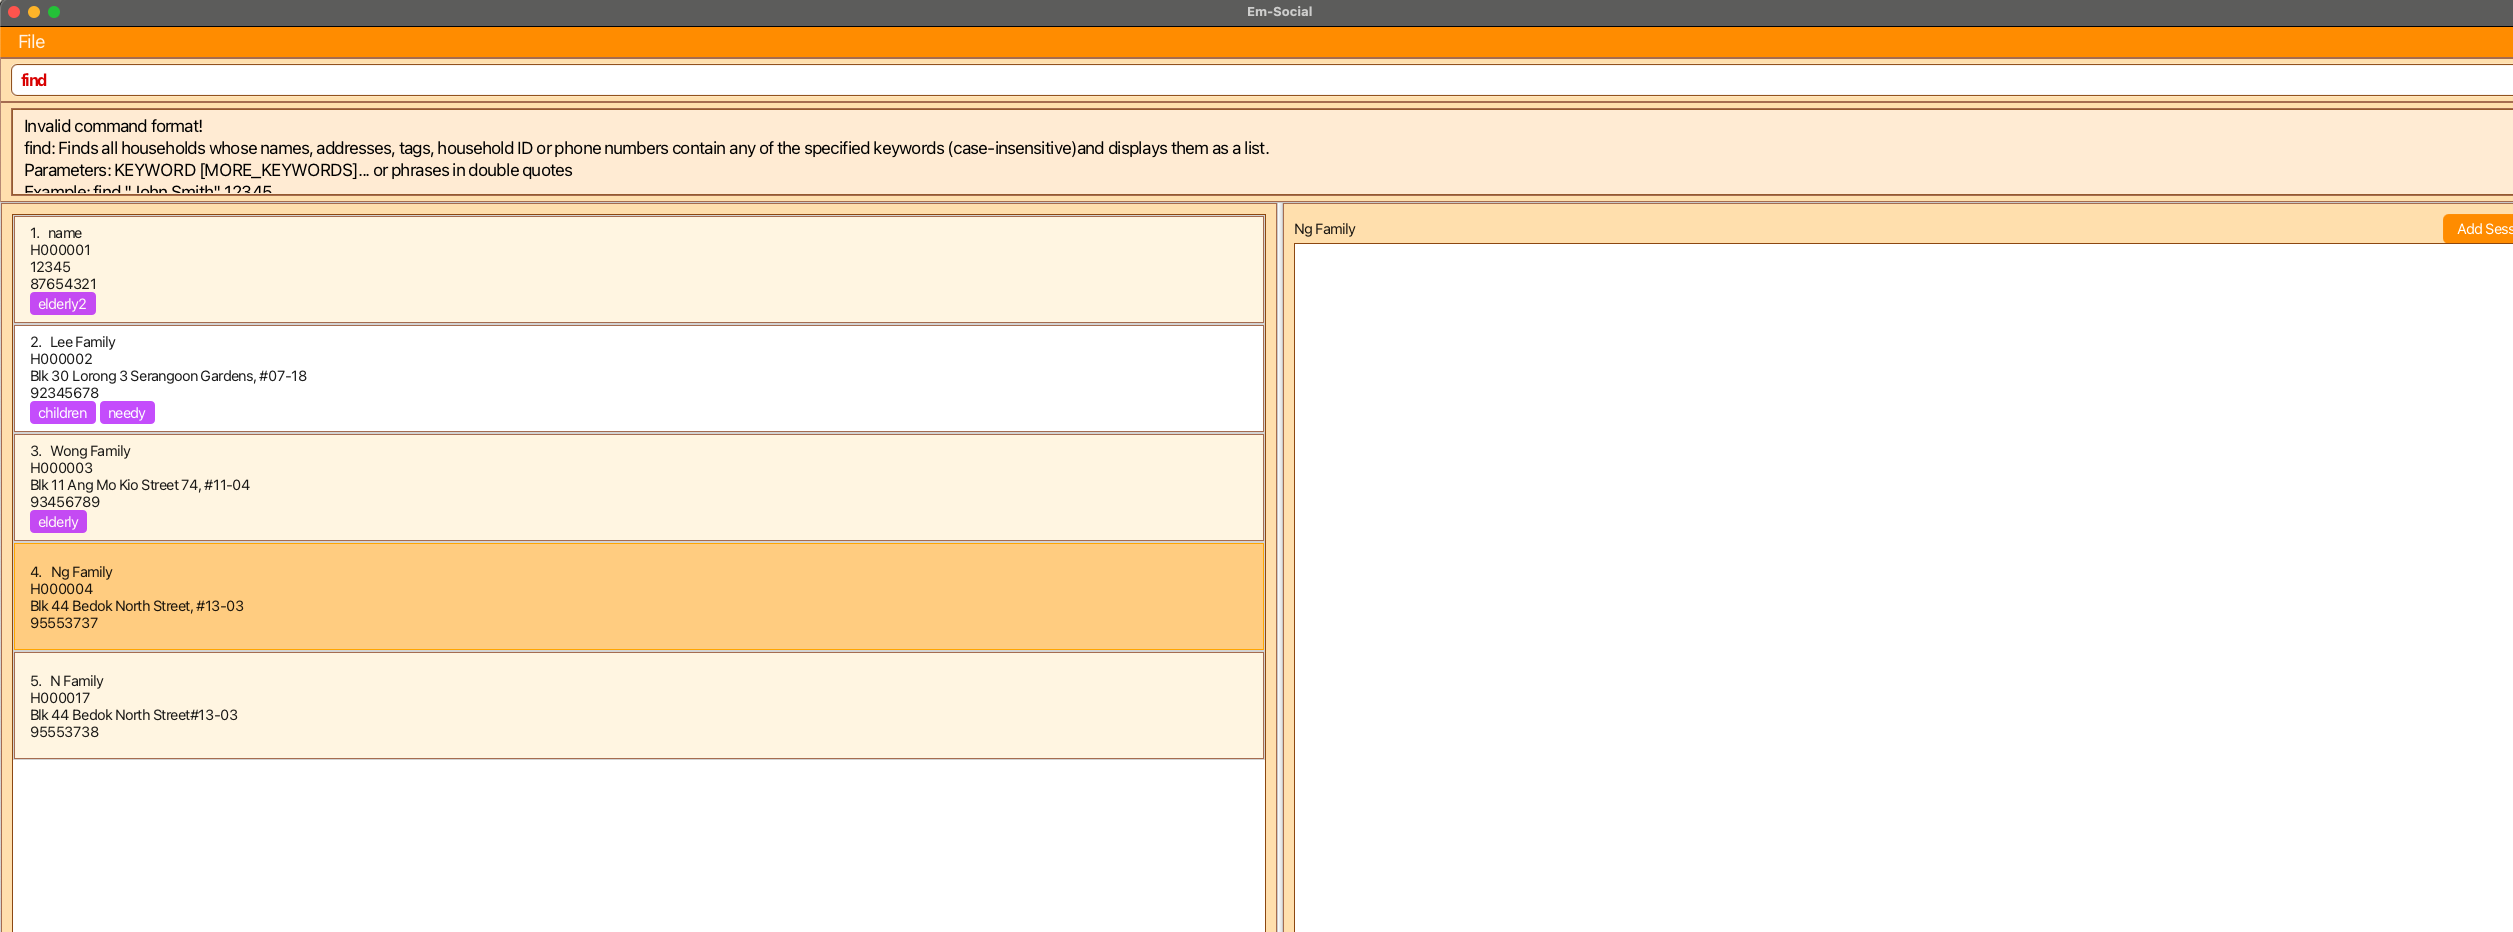 Em-Social
File
find
Invalid command format!
find: Finds all households whose names, addresses, tags, household ID or phone numbers contain any of the specified keywords (case-insensitive)and displays them as a list.
Parameters: KEYWORD [MORE_KEYWORDS]... or phrases in double quotes
Example: find "John Smith" 12345
1. name
H000001
12345
87654321
elderly2
2. Lee Family
H000002
Blk 30 Lorong 3 Serangoon Gardens, #07-18
92345678
children needy
3. Wong Family
H000003
Blk 11 Ang Mo Kio Street 74, #11-04
93456789
elderly
4. Ng Family
H000004
Blk 44 Bedok North Street, #13-03
95553737
5. N Family
H000017
Blk 44 Bedok North Street#13-03
95553738
Ng Family
Add Sess